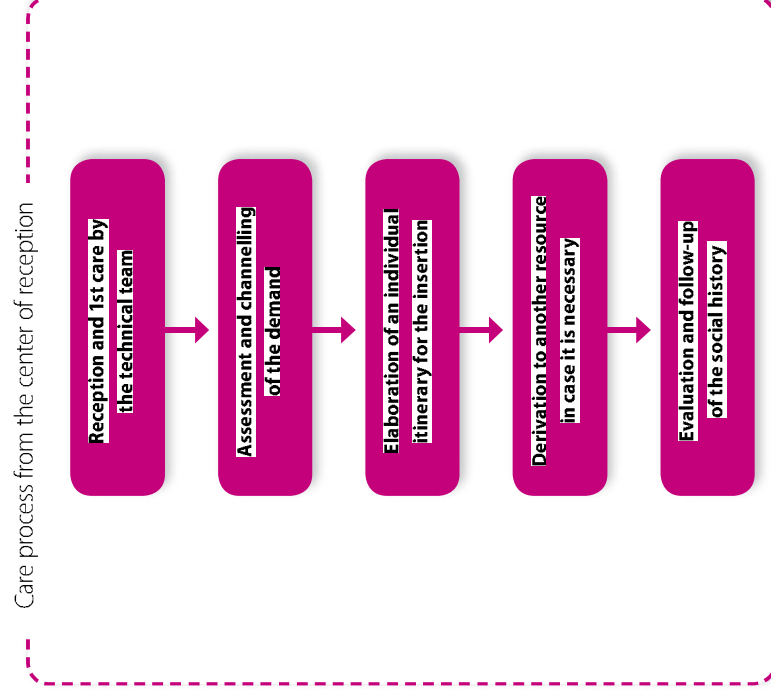 Care process from the center of reception
Reception and 1st care by
the technical team
Assessment and channelling
of the demand
Elaboration of an individual
itinerary for the insertion
Derivation to another resource
in case it is necessary
Evaluation and follow-up
of the social history